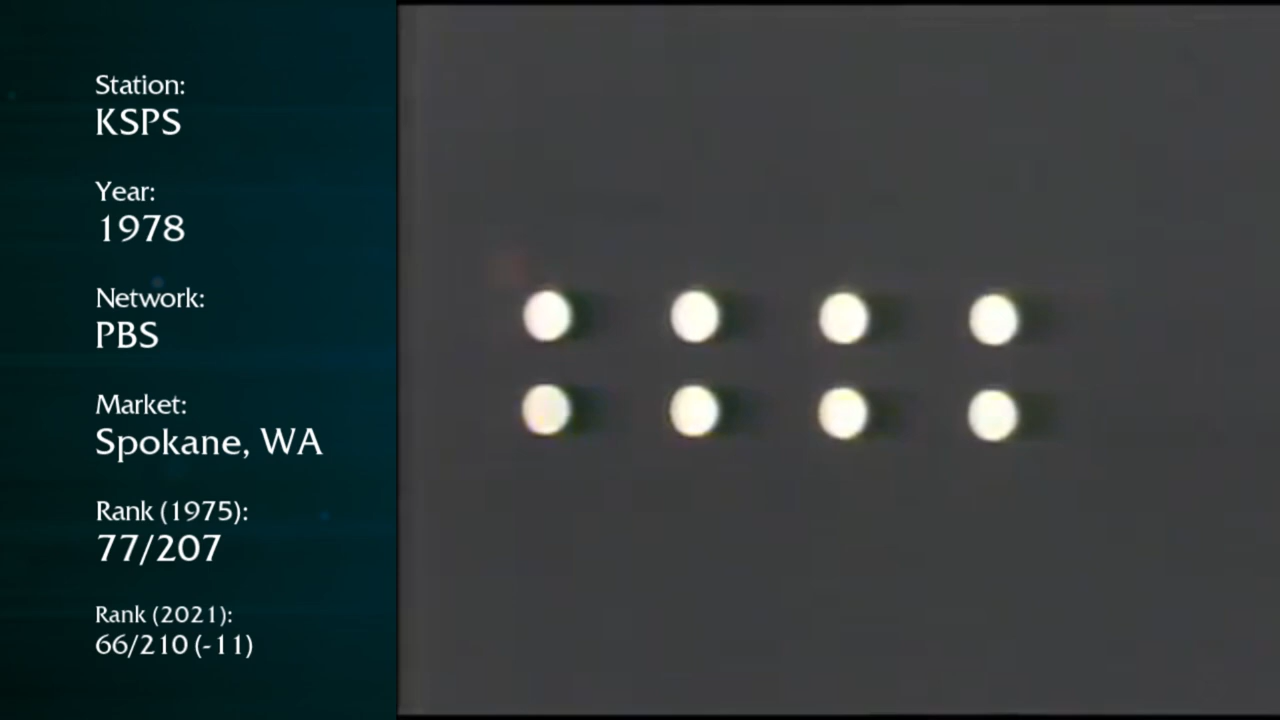 Station:
KSPS
Year:
1978
Network:
PBS
Market:
Spokane, WA
Rank (1975):
77/207
Rank (2021):
66/210 (-11)